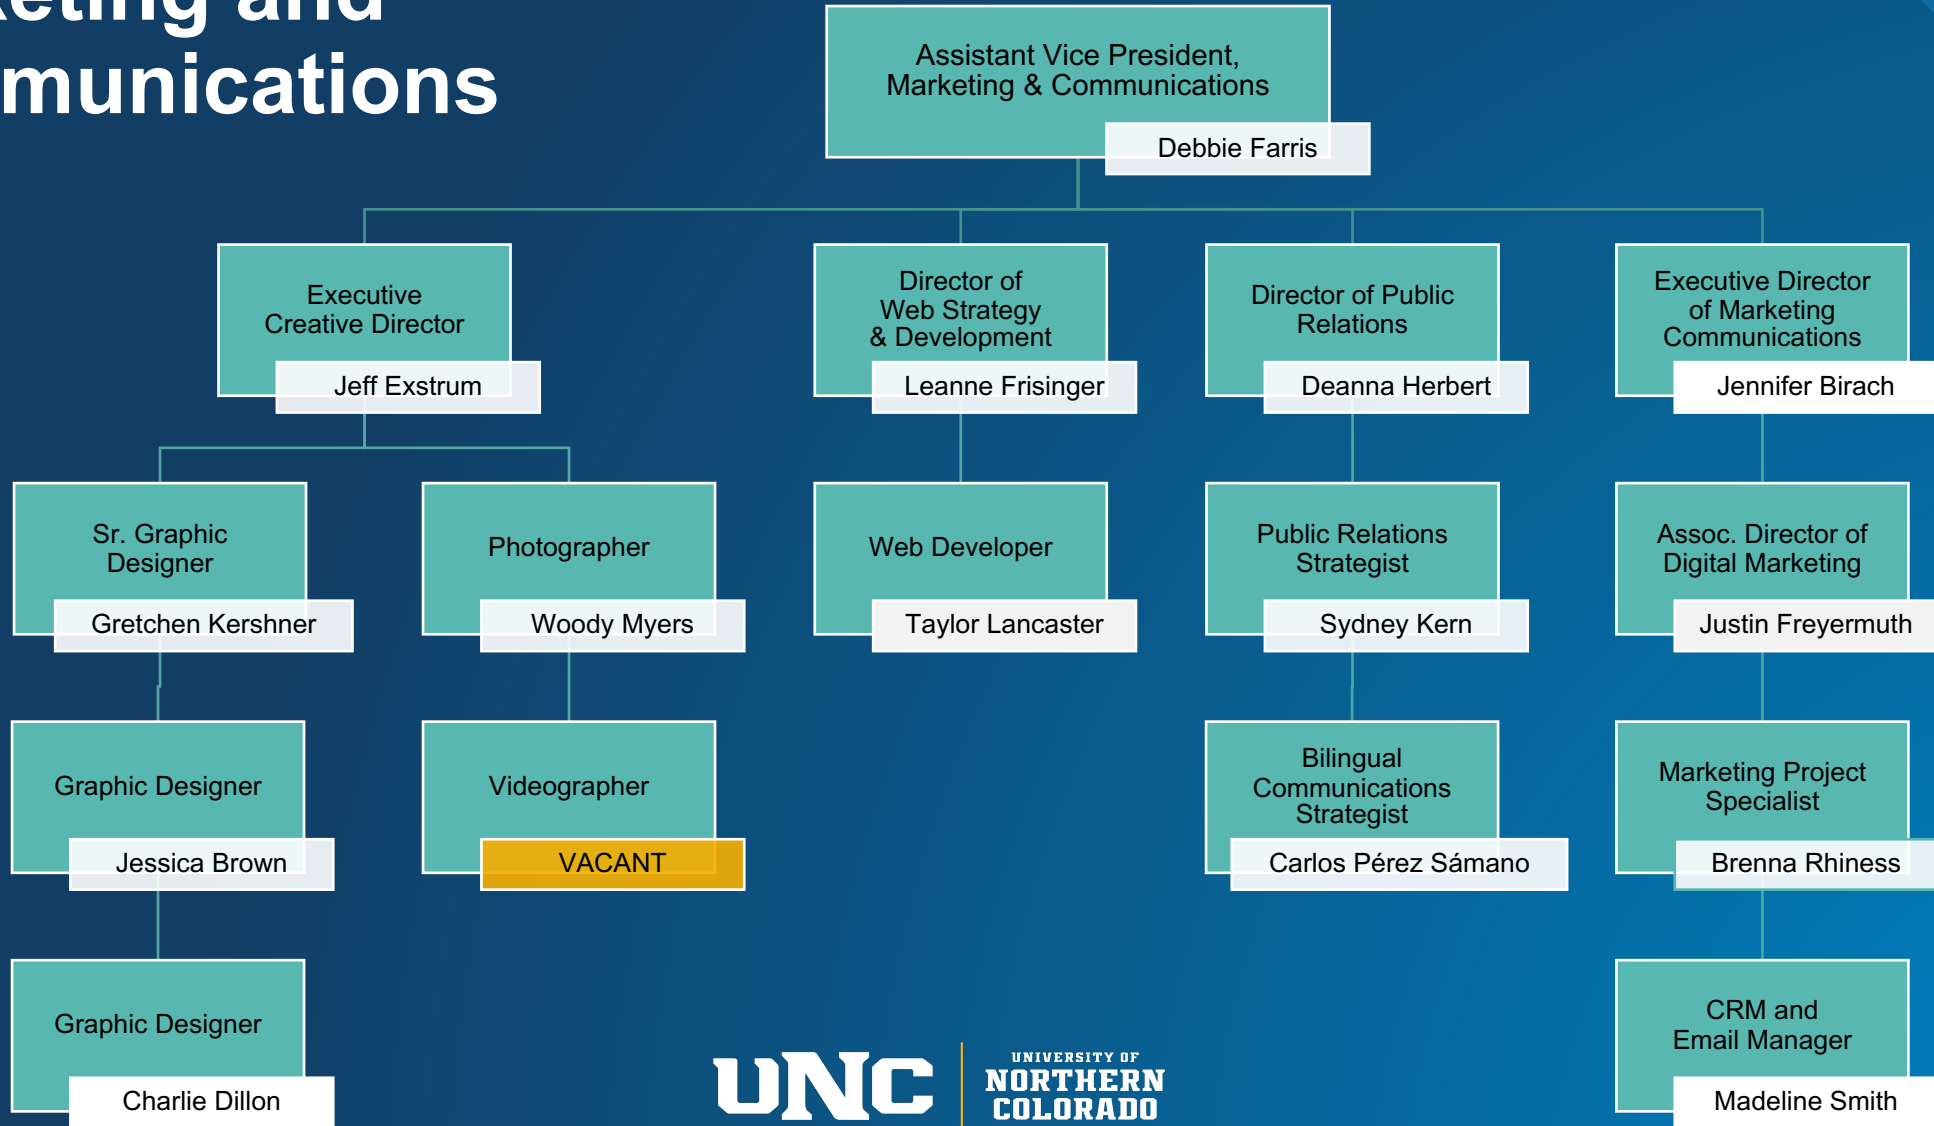 keting and
munications
Assistant Vice President,
Marketing & Communications
Debbie Farris
Executive
Creative Director
Jeff Exstrum
Director of
Web Strategy
& Development
Leanne Frisinger
Director of Public
Relations
Deanna Herbert
Executive Director
of Marketing
Communications
Jennifer Birach
Sr. Graphic
Designer
Gretchen Kershner
Photographer
Woody Myers
Web Developer
Taylor Lancaster
Public Relations
Strategist
Sydney Kern
Assoc. Director of
Digital Marketing
Justin Freyermuth
Graphic Designer
Jessica Brown
Videographer
VACANT
Bilingual
Communications
Strategist
Carlos Pérez Sámano
Marketing Project
Specialist
Brenna Rhiness
Graphic Designer
Charlie Dillon
CRM and
Email Manager
Madeline Smith
UNC
UNIVERSITY OF
NORTHERN
COLORADO